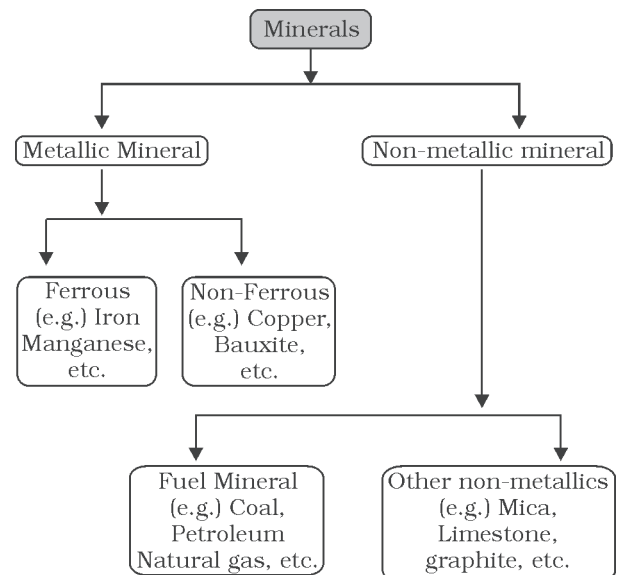 Minerals
Metallic Mineral
Non-metallic mineral
Ferrous
(e.g.) Iron
Manganese,
etc.
Non-Ferrous
(e.g.) Copper,
Bauxite,
etc.
Fuel Mineral
(e.g.) Coal,
Petroleum
Natural gas, etc.
Other non-metallics
(e.g.) Mica,
Limestone,
graphite, etc.